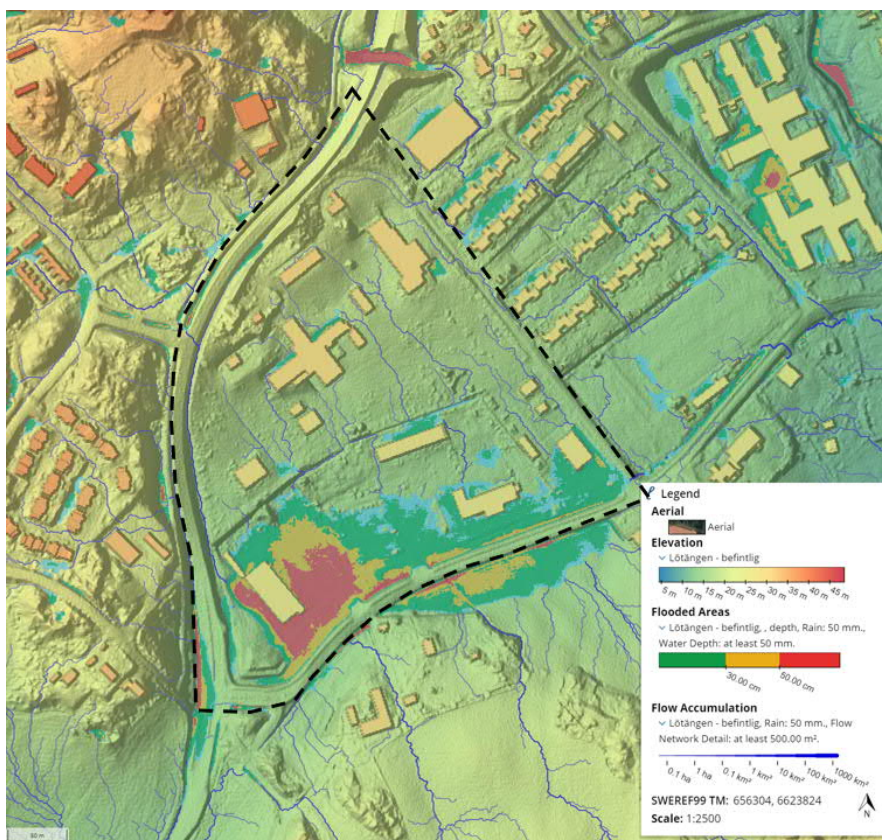 Legend
Aerial
Aerial
Elevation
Lötängen - befintlig
5 m 10 m 15 m 20 m 25 m 30 m 35 m 40 m 45 m
Flooded Areas
Lötängen - befintlig, , depth, Rain: 50 mm.,
Water Depth: at least 50 mm.
30.00 cm 50.00 cm
Flow Accumulation
Lötängen - befintlig, Rain: 50 mm., Flow
Network Detail: at least 500.00 m².
0.1 ha 1 ha 0.1 km² 1 km² 10 km² 100 km² 1000 km²
SWEREF99 TM: 656304, 6623824
Scale: 1:2500
N